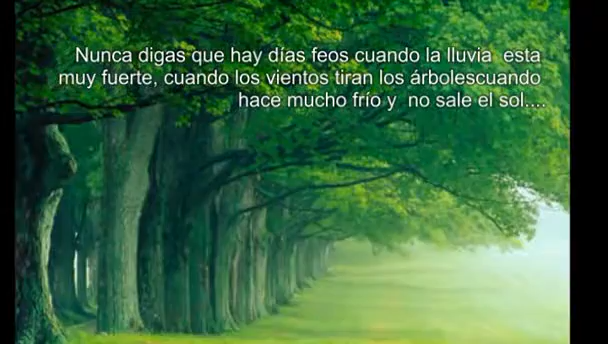 Nunca digas que hay días feos cuando la lluvia  esta
muy fuerte, cuando los vientos tiran los árbolescuando
hace mucho frío y  no sale el sol....